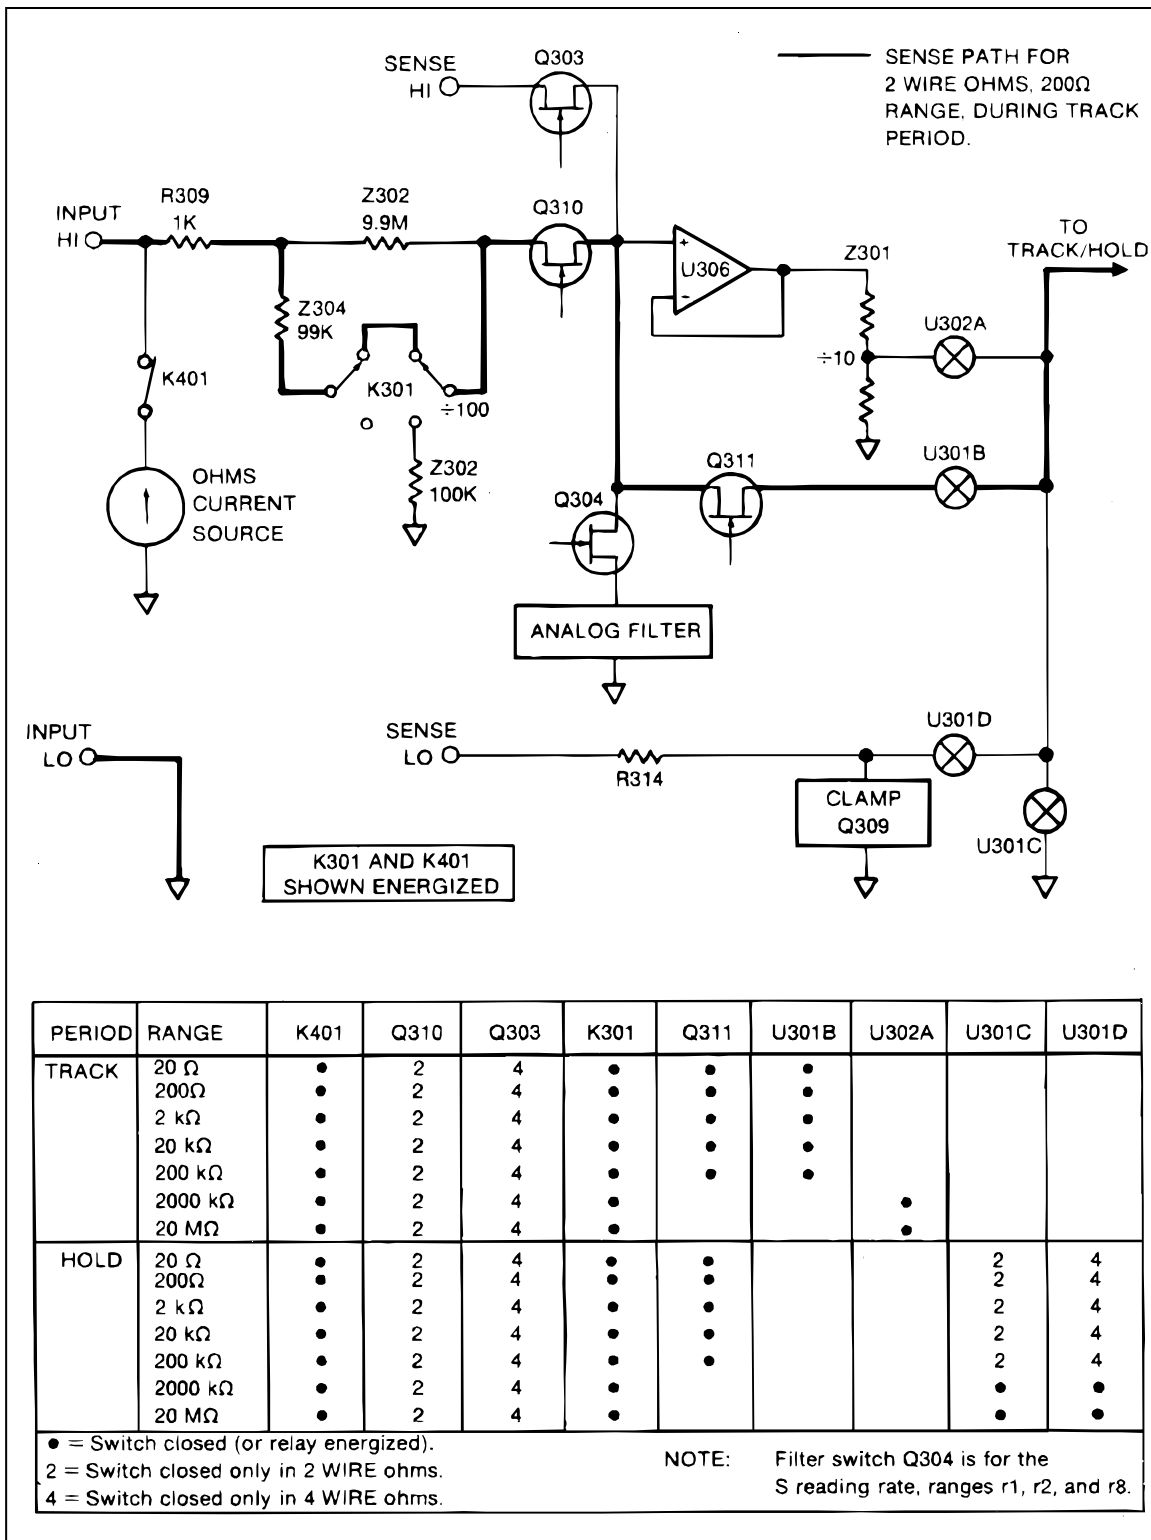 SENSE
HI
Q303
SENSE PATH FOR
2 WIRE OHMS, 200Ω
RANGE, DURING TRACK
PERIOD.
INPUT
HI
R309
1K
Z302
9.9M
Q310
+
U306
−
Z301
TO
TRACK/HOLD
U302A
÷10
Z304
99K
K301
÷100
K401
Z302
100K
OHMS
CURRENT
SOURCE
Q311
U301B
Q304
ANALOG FILTER
INPUT
LO
SENSE
LO
R314
U301D
CLAMP
Q309
U301C
K301 AND K401
SHOWN ENERGIZED
PERIOD RANGE K401 Q310 Q303 K301 Q311 U301B U302A U301C U301D
TRACK 20 Ω • 2 4 • • •
200Ω • 2 4 • • •
2 kΩ • 2 4 • • •
20 kΩ • 2 4 • • •
200 kΩ • 2 4 • • •
2000 kΩ • 2 4 • •
20 MΩ • 2 4 • •
HOLD 20 Ω • 2 4 • • 2 4
200Ω • 2 4 • • 2 4
2 kΩ • 2 4 • • 2 4
20 kΩ • 2 4 • • 2 4
200 kΩ • 2 4 • • 2 4
2000 kΩ • 2 4 • • •
20 MΩ • 2 4 • • •
• = Switch closed (or relay energized).
2 = Switch closed only in 2 WIRE ohms.
4 = Switch closed only in 4 WIRE ohms.
NOTE: Filter switch Q304 is for the
S reading rate, ranges r1, r2, and r8.